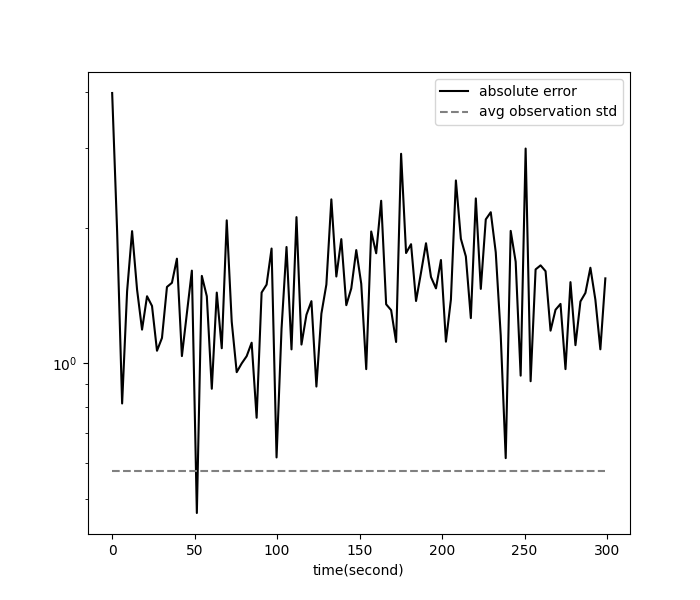 absolute error
avg observation std
10⁰
0 50 100 150 200 250 300
time(second)